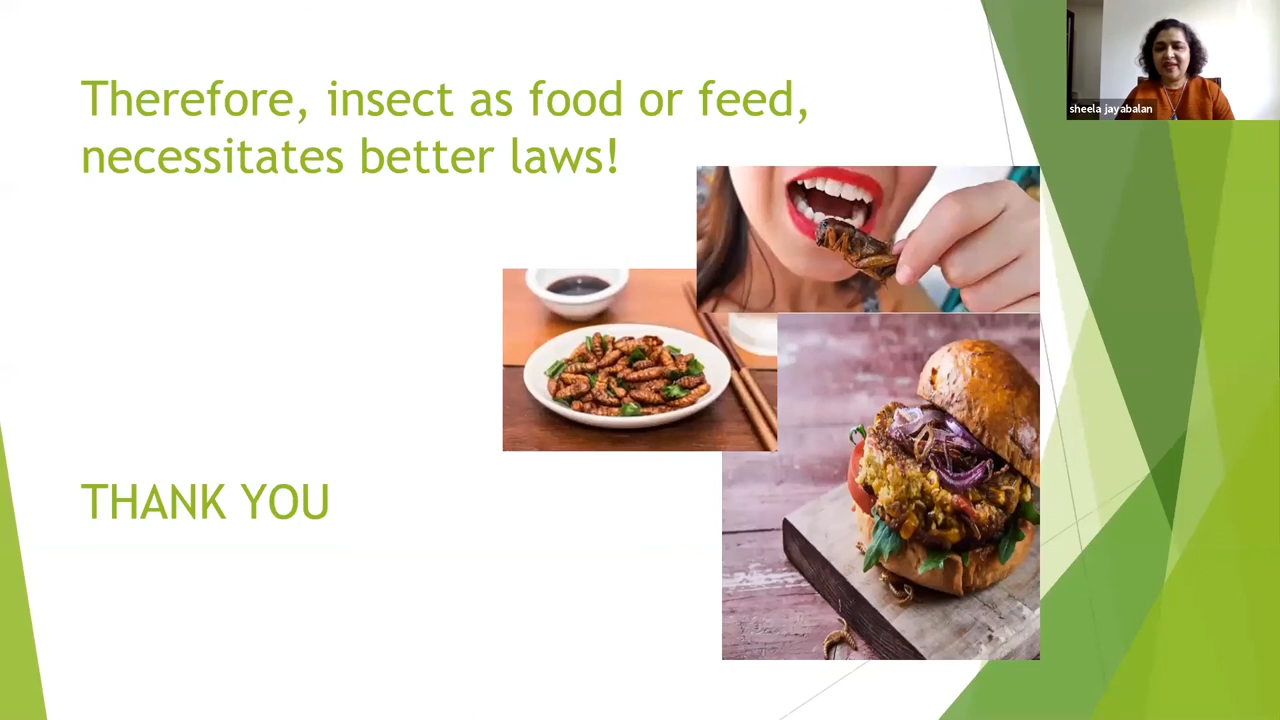 Therefore, insect as food or feed,
necessitates better laws!
THANK YOU
sheela jayabalan